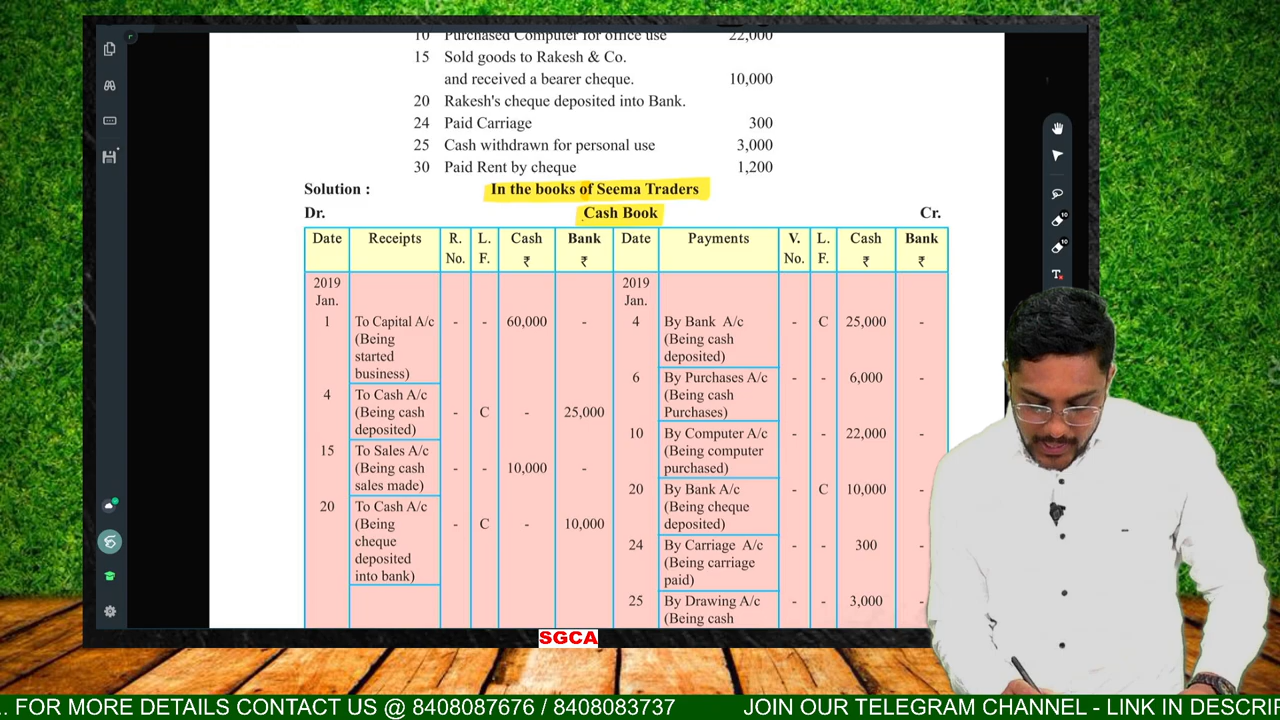 10 Purchased Computer for office use 22,000
15 Sold goods to Rakesh & Co.
and received a bearer cheque. 10,000
20 Rakesh's cheque deposited into Bank.
24 Paid Carriage 300
25 Cash withdrawn for personal use 3,000
30 Paid Rent by cheque 1,200
Solution : In the books of Seema Traders
Dr. Cash Book Cr.
Date Receipts R. L. Cash Bank Date Payments V. L. Cash Bank
No. F. ₹ ₹ No. F. ₹ ₹
2019 2019
Jan. Jan.
1 To Capital A/c - - 60,000 - 4 By Bank A/c - C 25,000 -
(Being (Being cash
started deposited)
business) 6 By Purchases A/c - - 6,000 -
4 To Cash A/c (Being cash
(Being cash - C - 25,000 Purchases)
deposited) 10 By Computer A/c - - 22,000 -
15 To Sales A/c (Being computer
(Being cash - - 10,000 - purchased)
sales made) 20 By Bank A/c - C 10,000 -
20 To Cash A/c (Being cheque
(Being - C - 10,000 deposited)
cheque 24 By Carriage A/c - - 300 -
deposited (Being carriage
into bank) paid)
25 By Drawing A/c - - 3,000 -
(Being cash
SGCA
. FOR MORE DETAILS CONTACT US @ 8408087676 / 8408083737 JOIN OUR TELEGRAM CHANNEL - LINK IN DESCRI